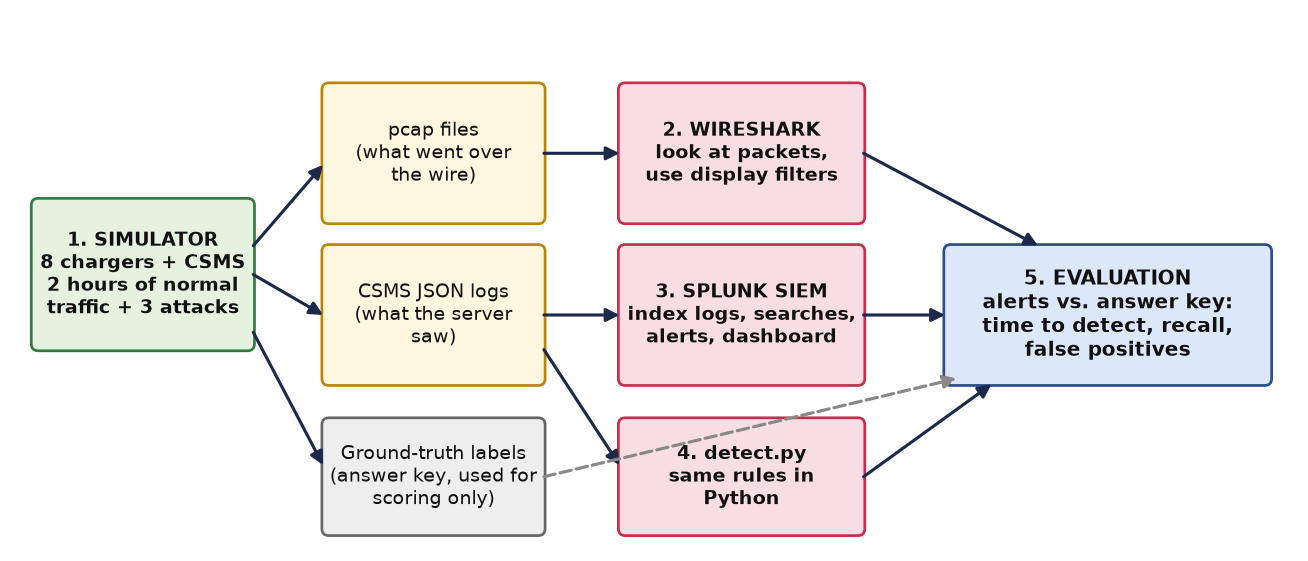 1. SIMULATOR
8 chargers + CSMS
2 hours of normal
traffic + 3 attacks
pcap files
(what went over
the wire)
CSMS JSON logs
(what the server
saw)
Ground-truth labels
(answer key, used for
scoring only)
2. WIRESHARK
look at packets,
use display filters
3. SPLUNK SIEM
index logs, searches,
alerts, dashboard
4. detect.py
same rules in
Python
5. EVALUATION
alerts vs. answer key:
time to detect, recall,
false positives